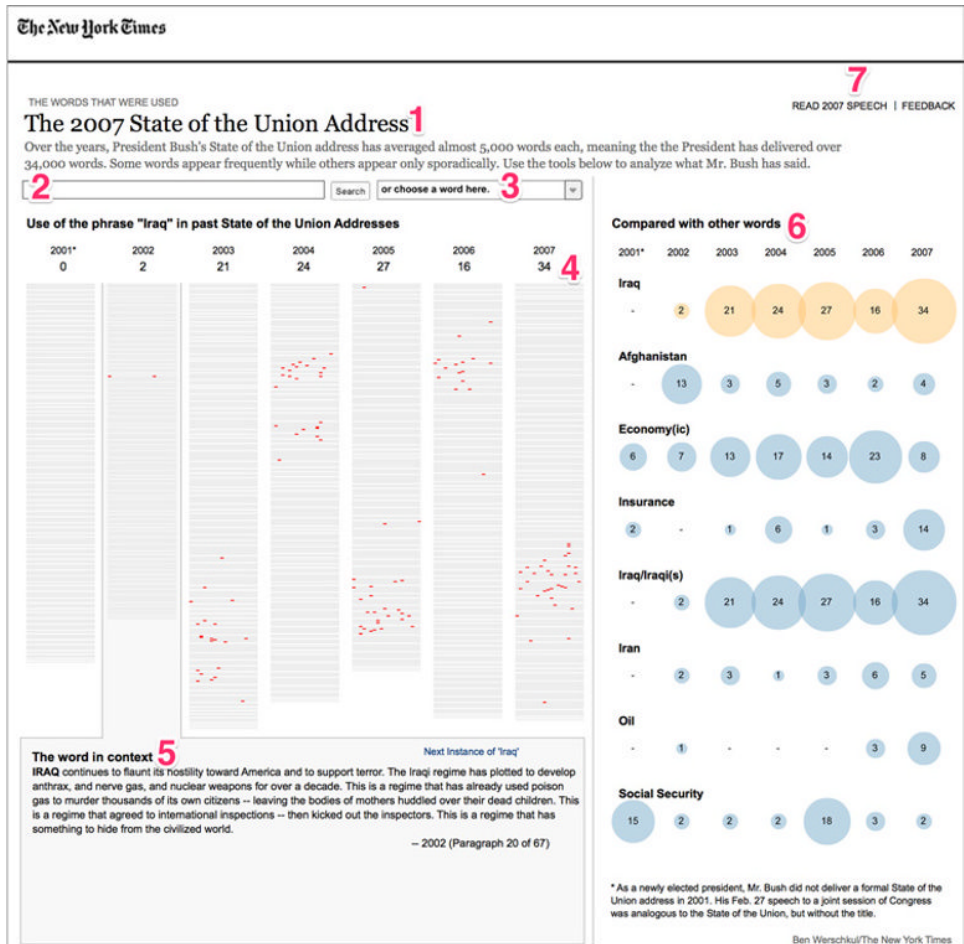 The New York Times
7
THE WORDS THAT WERE USED
READ 2007 SPEECH | FEEDBACK
The 2007 State of the Union Address 1
Over the years, President Bush's State of the Union address has averaged almost 5,000 words each, meaning the the President has delivered over
34,000 words. Some words appear frequently while others appear only sporadically. Use the tools below to analyze what Mr. Bush has said.
2 Search or choose a word here. 3
Use of the phrase "Iraq" in past State of the Union Addresses
2001* 2002 2003 2004 2005 2006 2007
0 2 21 24 27 16 34 4
The word in context 5
Next Instance of 'Iraq'
IRAQ continues to flaunt its hostility toward America and to support terror. The Iraqi regime has plotted to develop
anthrax, and nerve gas, and nuclear weapons for over a decade. This is a regime that has already used poison
gas to murder thousands of its own citizens -- leaving the bodies of mothers huddled over their dead children. This
is a regime that agreed to international inspections -- then kicked out the inspectors. This is a regime that has
something to hide from the civilized world.
-- 2002 (Paragraph 20 of 67)
Compared with other words 6
2001* 2002 2003 2004 2005 2006 2007
Iraq
- 2 21 24 27 16 34
Afghanistan
- 13 3 5 3 2 4
Economy(ic)
6 7 13 17 14 23 8
Insurance
2 - 1 6 1 3 14
Iraq/Iraqi(s)
- 2 21 24 27 16 34
Iran
- 2 3 1 3 6 5
Oil
- 1 - - - 3 9
Social Security
15 2 2 2 18 3 2
* As a newly elected president, Mr. Bush did not deliver a formal State of the
Union address in 2001. His Feb. 27 speech to a joint session of Congress
was analogous to the State of the Union, but without the title.
Ben Werschkul/The New York Times